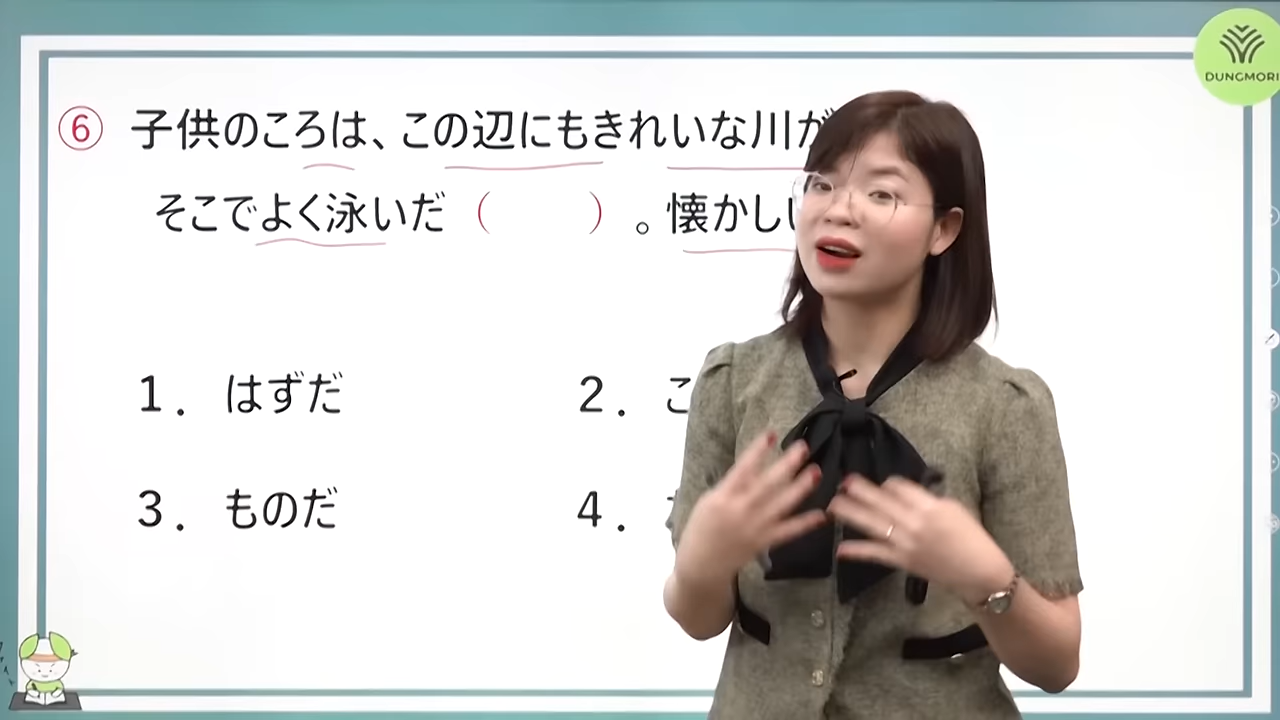 DUNGMORI
⑥ 子供のころは、この辺にもきれいな川が
そこでよく泳いだ（　　）。懐かしい
1. はずだ
2. こ
3. ものだ
4.